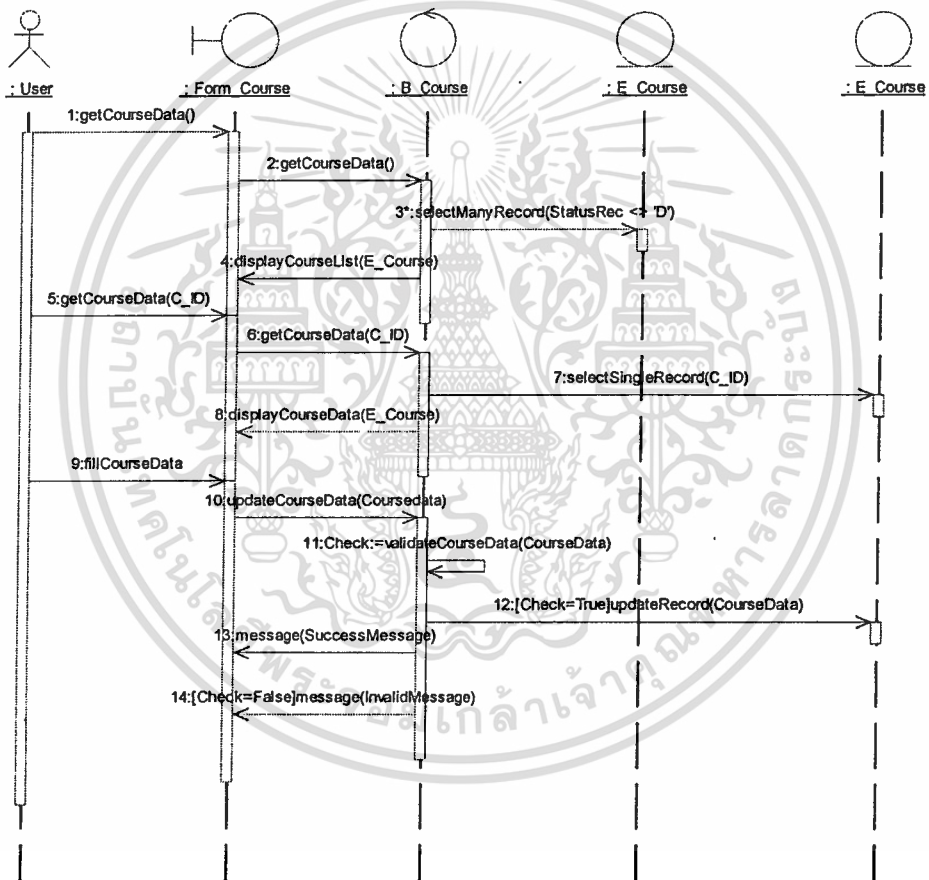 : User
: Form_Course
: B_Course
: E_Course
: E_Course
1:getCourseData()
2:getCourseData()
3*:selectManyRecord(StatusRec <> 'D')
4:displayCourseList(E_Course)
5:getCourseData(C_ID)
6:getCourseData(C_ID)
7:selectSingleRecord(C_ID)
8:displayCourseData(E_Course)
9:fillCourseData
10:updateCourseData(Coursedata)
11:Check:=validateCourseData(CourseData)
12:[Check=True]updateRecord(CourseData)
13:message(SuccessMessage)
14:[Check=False]message(InvalidMessage)